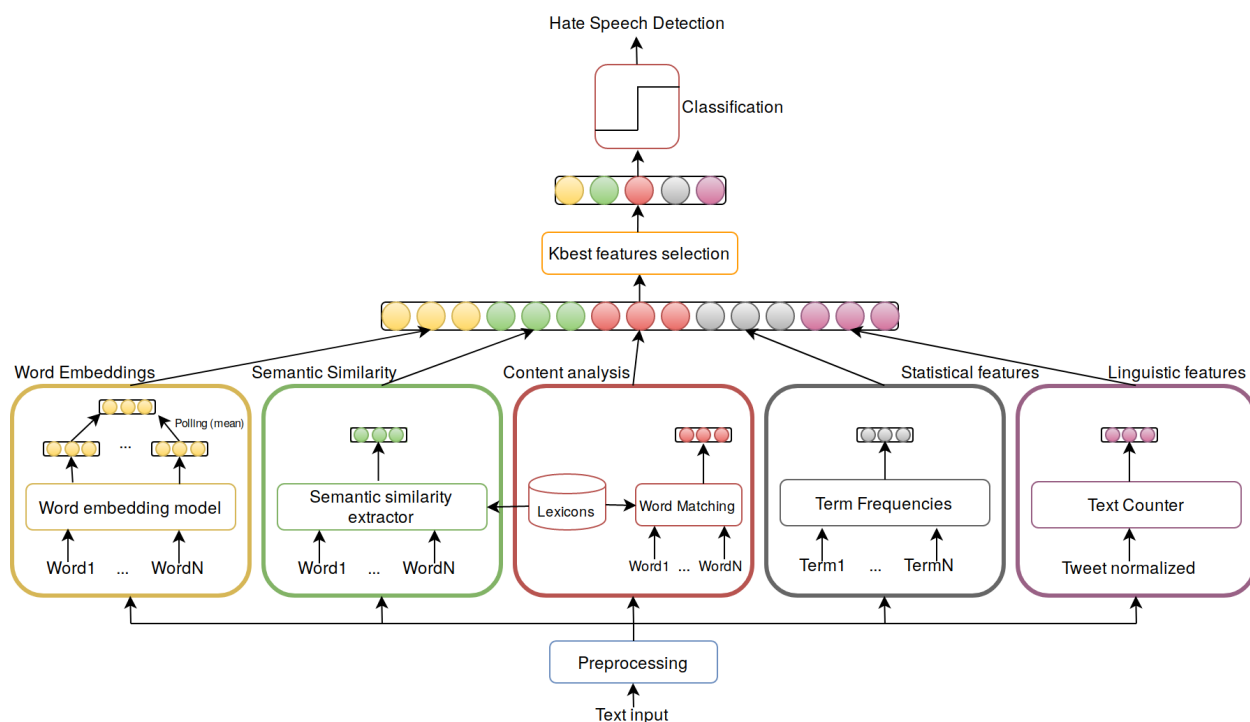 Hate Speech Detection
Classification
Kbest features selection
Word Embeddings
Semantic Similarity
Content analysis
Statistical features
Linguistic features
Polling (mean)
...
Word embedding model
Word1 ... WordN
Semantic similarity
extractor
Word1 ... WordN
Lexicons
Word Matching
Word1 ... WordN
Term Frequencies
Term1 ... TermN
Text Counter
Tweet normalized
Preprocessing
Text input